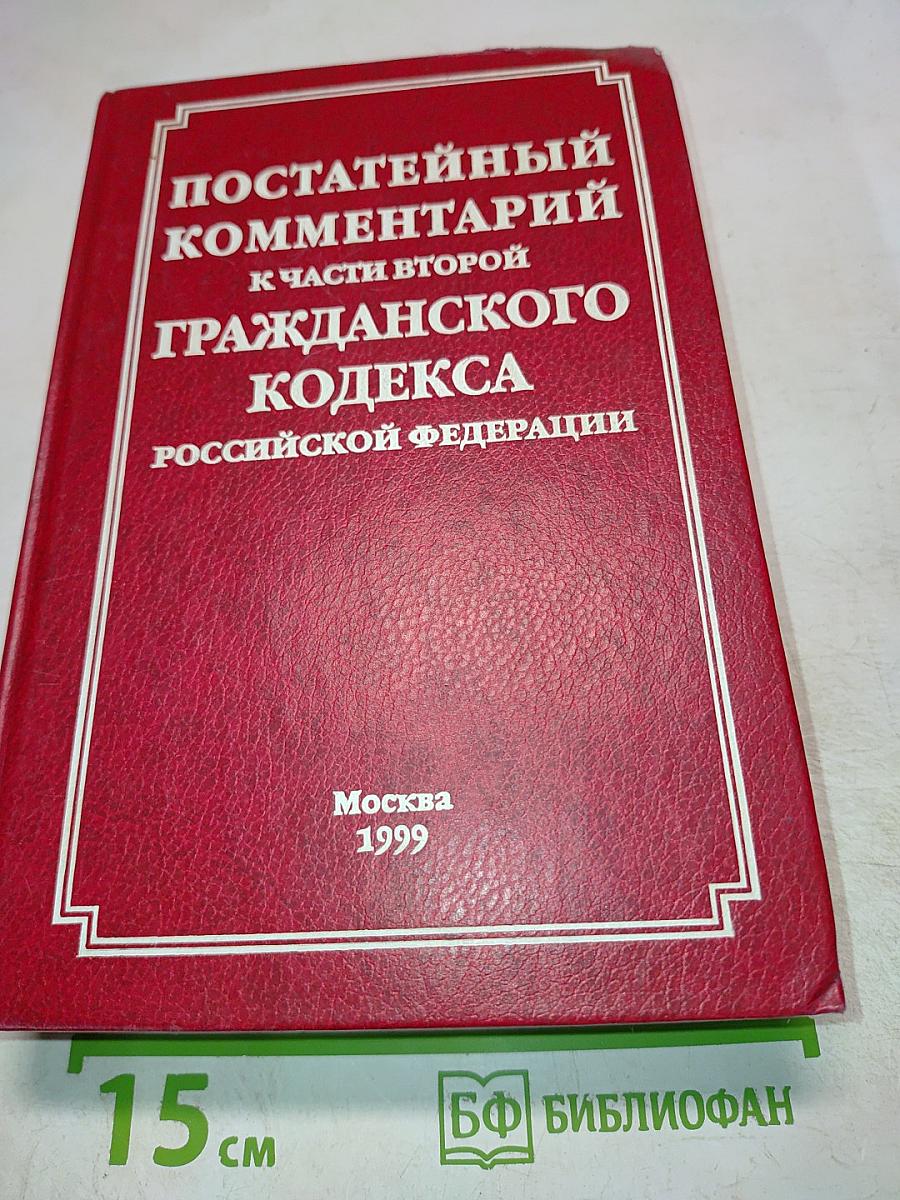 ПОСТАТЕЙНЫЙ
КОММЕНТАРИЙ
К ЧАСТИ ВТОРОЙ
ГРАЖДАНСКОГО
КОДЕКСА
РОССИЙСКОЙ ФЕДЕРАЦИИ
Москва
1999
15 см
БФ БИБЛИОФАН